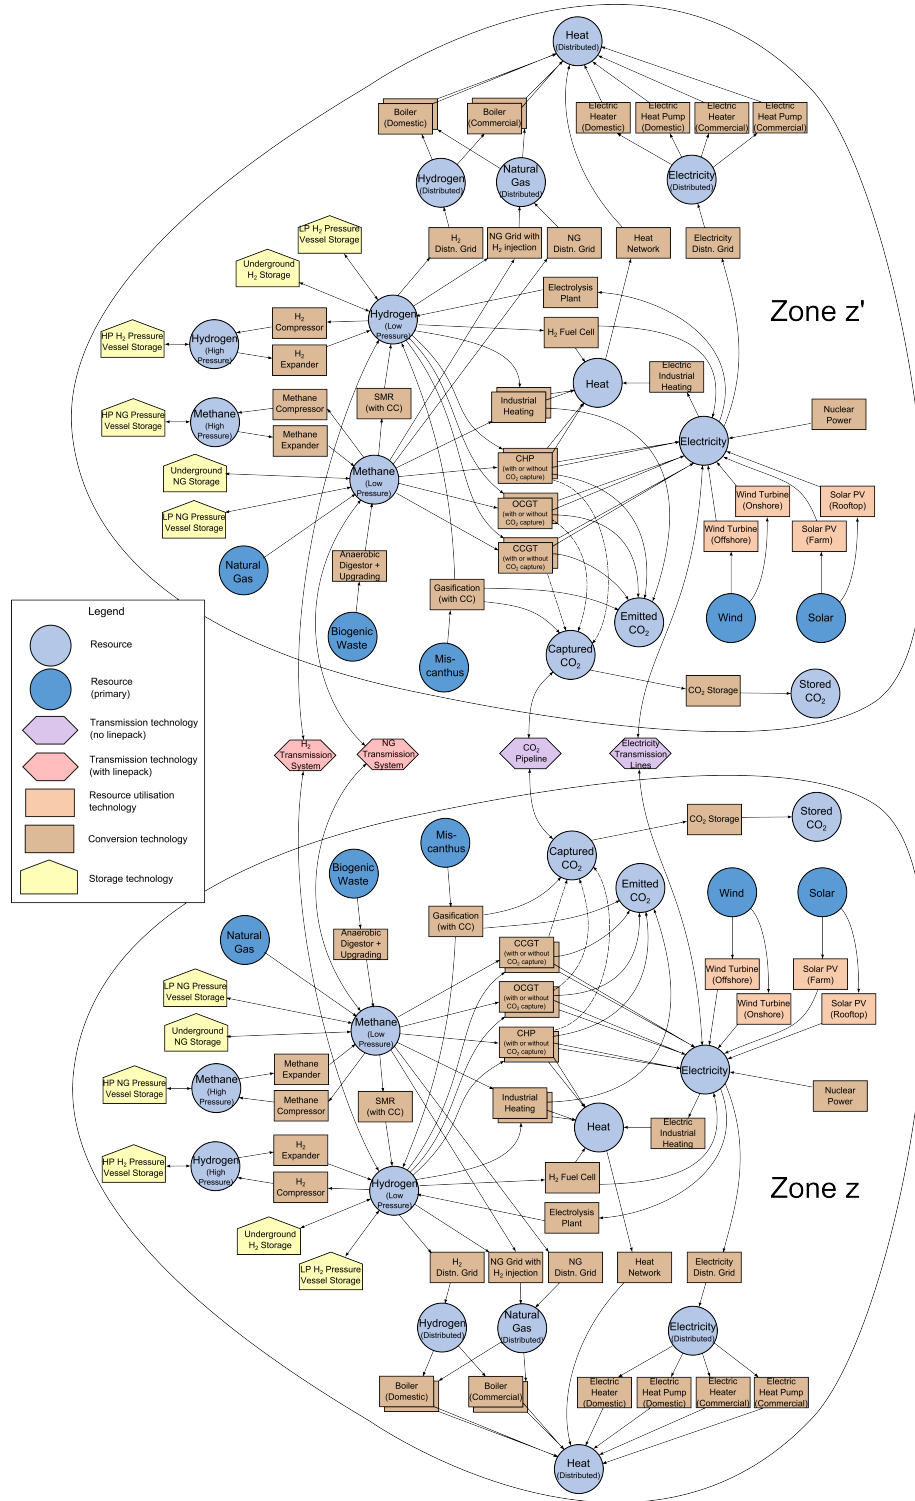 Heat
(Distributed)
Boiler
(Domestic)
Boiler
(Commercial)
Electric
Heater
(Domestic)
Electric
Heat Pump
(Domestic)
Electric
Heater
(Commercial)
Electric
Heat Pump
(Commercial)
Hydrogen
(Distributed)
Natural
Gas
(Distributed)
Electricity
(Distributed)
LP H₂ Pressure
Vessel Storage
H₂
Distn. Grid
NG Grid with
H₂ injection
NG
Distn. Grid
Heat
Network
Electricity
Distn. Grid
Underground
H₂ Storage
Electrolysis
Plant
Zone z'
HP H₂ Pressure
Vessel Storage
Hydrogen
(High
Pressure)
H₂
Compressor
H₂
Expander
Hydrogen
(Low
Pressure)
H₂ Fuel Cell
Heat
Electric
Industrial
Heating
HP NG Pressure
Vessel Storage
Methane
(High
Pressure)
Methane
Compressor
Methane
Expander
SMR
(with CC)
Industrial
Heating
Nuclear
Power
Electricity
Underground
NG Storage
Methane
(Low
Pressure)
CHP
(with or without
CO₂ capture)
LP NG Pressure
Vessel Storage
OCGT
(with or without
CO₂ capture)
Wind Turbine
(Onshore)
Solar PV
(Rooftop)
Wind Turbine
(Offshore)
Solar PV
(Farm)
CCGT
(with or without
CO₂ capture)
Natural
Gas
Anaerobic
Digestor +
Upgrading
Gasification
(with CC)
Biogenic
Waste
Mis-
canthus
Emitted
CO₂
Captured
CO₂
Wind
Solar
CO₂ Storage
Stored
CO₂
Legend
Resource
Resource
(primary)
Transmission technology
(no linepack)
Transmission technology
(with linepack)
Resource utilisation
technology
Conversion technology
Storage technology
H₂
Transmission
System
NG
Transmission
System
CO₂
Pipeline
Electricity
Transmission
Lines
Mis-
canthus
Biogenic
Waste
Captured
CO₂
Emitted
CO₂
CO₂ Storage
Stored
CO₂
Wind
Solar
Natural
Gas
Anaerobic
Digestor +
Upgrading
Gasification
(with CC)
CCGT
(with or without
CO₂ capture)
Wind Turbine
(Offshore)
Solar PV
(Farm)
Wind Turbine
(Onshore)
Solar PV
(Rooftop)
LP NG Pressure
Vessel Storage
OCGT
(with or without
CO₂ capture)
Underground
NG Storage
Methane
(Low
Pressure)
CHP
(with or without
CO₂ capture)
Electricity
HP NG Pressure
Vessel Storage
Methane
(High
Pressure)
Methane
Expander
Methane
Compressor
SMR
(with CC)
Industrial
Heating
Nuclear
Power
Heat
Electric
Industrial
Heating
HP H₂ Pressure
Vessel Storage
Hydrogen
(High
Pressure)
H₂
Expander
H₂
Compressor
Hydrogen
(Low
Pressure)
H₂ Fuel Cell
Zone z
Electrolysis
Plant
Underground
H₂ Storage
LP H₂ Pressure
Vessel Storage
H₂
Distn. Grid
NG Grid with
H₂ injection
NG
Distn. Grid
Heat
Network
Electricity
Distn. Grid
Hydrogen
(Distributed)
Natural
Gas
(Distributed)
Electricity
(Distributed)
Boiler
(Domestic)
Boiler
(Commercial)
Electric
Heater
(Domestic)
Electric
Heat Pump
(Domestic)
Electric
Heater
(Commercial)
Electric
Heat Pump
(Commercial)
Heat
(Distributed)